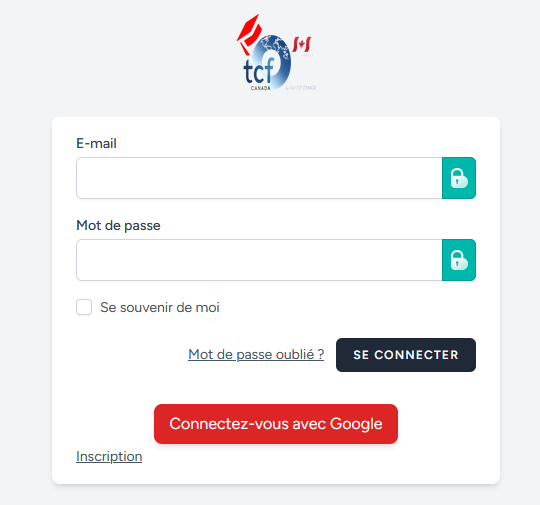 tcf
CANADA
E-mail
Mot de passe
Se souvenir de moi
Mot de passe oublié ?
SE CONNECTER
Connectez-vous avec Google
Inscription